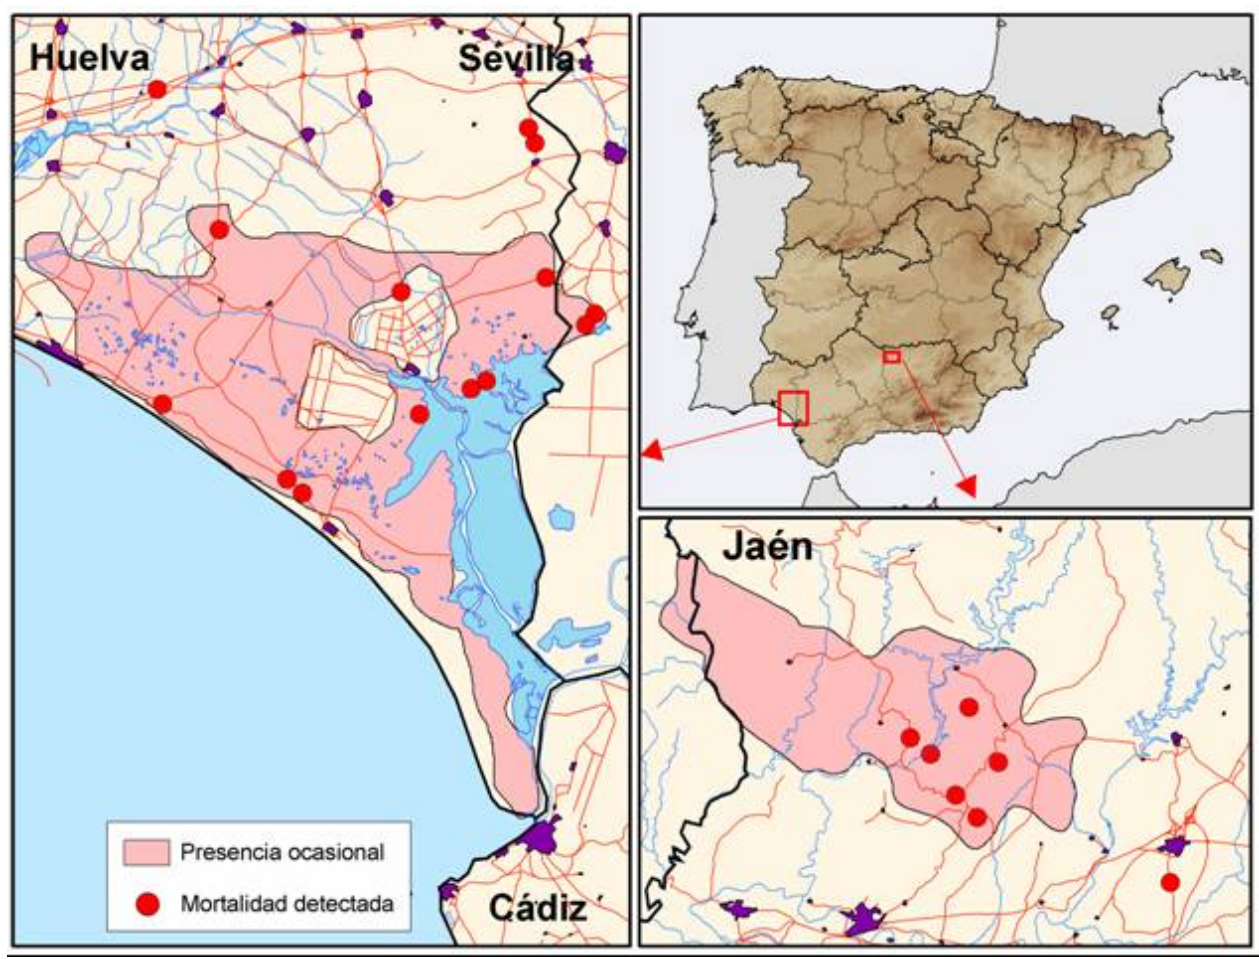 Huelva
Sevilla
Presencia ocasional
Mortalidad detectada
Cádiz
Jaén